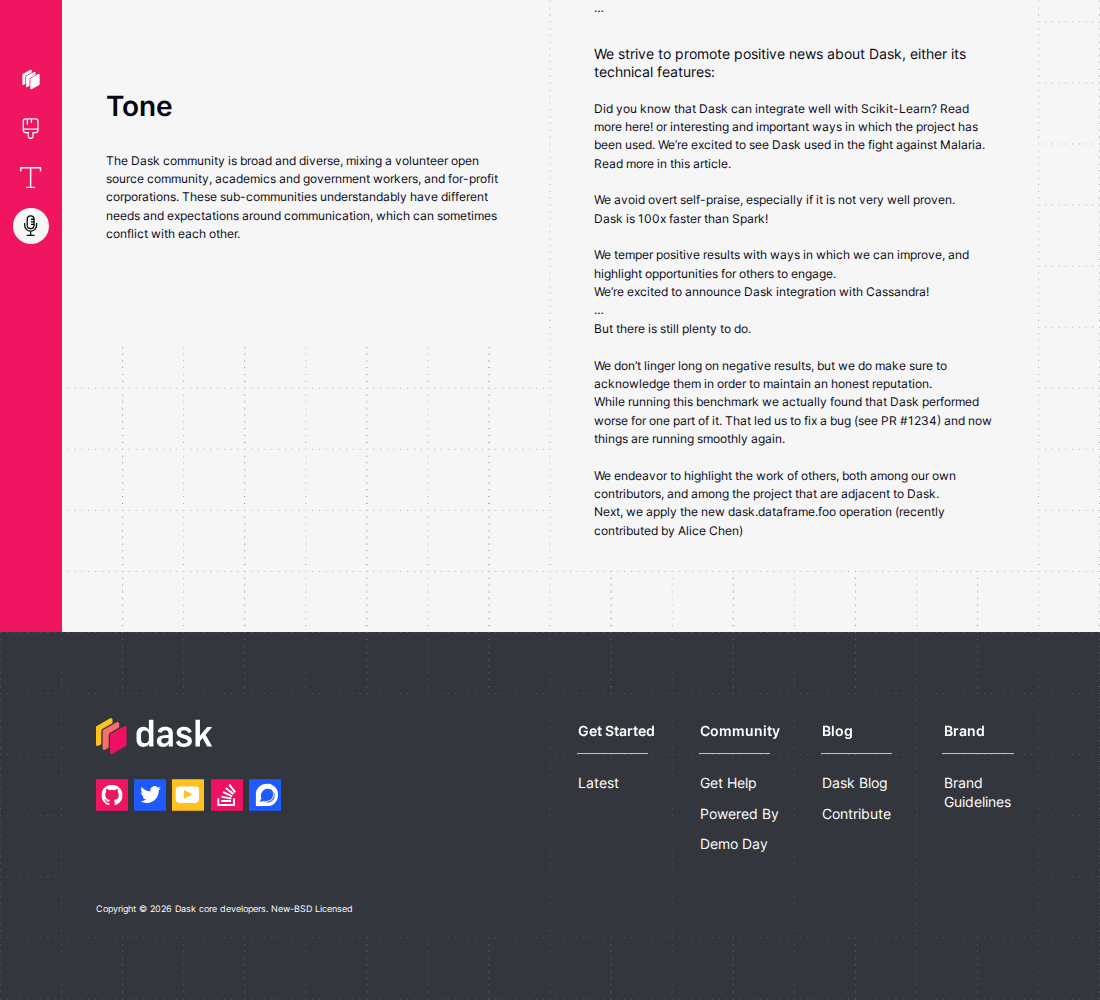 Tone
The Dask community is broad and diverse, mixing a volunteer open
source community, academics and government workers, and for-profit
corporations. These sub-communities understandably have different
needs and expectations around communication, which can sometimes
conflict with each other.
...
We strive to promote positive news about Dask, either its
technical features:
Did you know that Dask can integrate well with Scikit-Learn? Read
more here! or interesting and important ways in which the project has
been used. We’re excited to see Dask used in the fight against Malaria.
Read more in this article.
We avoid overt self-praise, especially if it is not very well proven.
Dask is 100x faster than Spark!
We temper positive results with ways in which we can improve, and
highlight opportunities for others to engage.
We’re excited to announce Dask integration with Cassandra!
...
But there is still plenty to do.
We don’t linger long on negative results, but we do make sure to
acknowledge them in order to maintain an honest reputation.
While running this benchmark we actually found that Dask performed
worse for one part of it. That led us to fix a bug (see PR #1234) and now
things are running smoothly again.
We endeavor to highlight the work of others, both among our own
contributors, and among the project that are adjacent to Dask.
Next, we apply the new dask.dataframe.foo operation (recently
contributed by Alice Chen)
dask
Get Started
Latest
Community
Get Help
Powered By
Demo Day
Blog
Dask Blog
Contribute
Brand
Brand
Guidelines
Copyright © 2026 Dask core developers. New-BSD Licensed